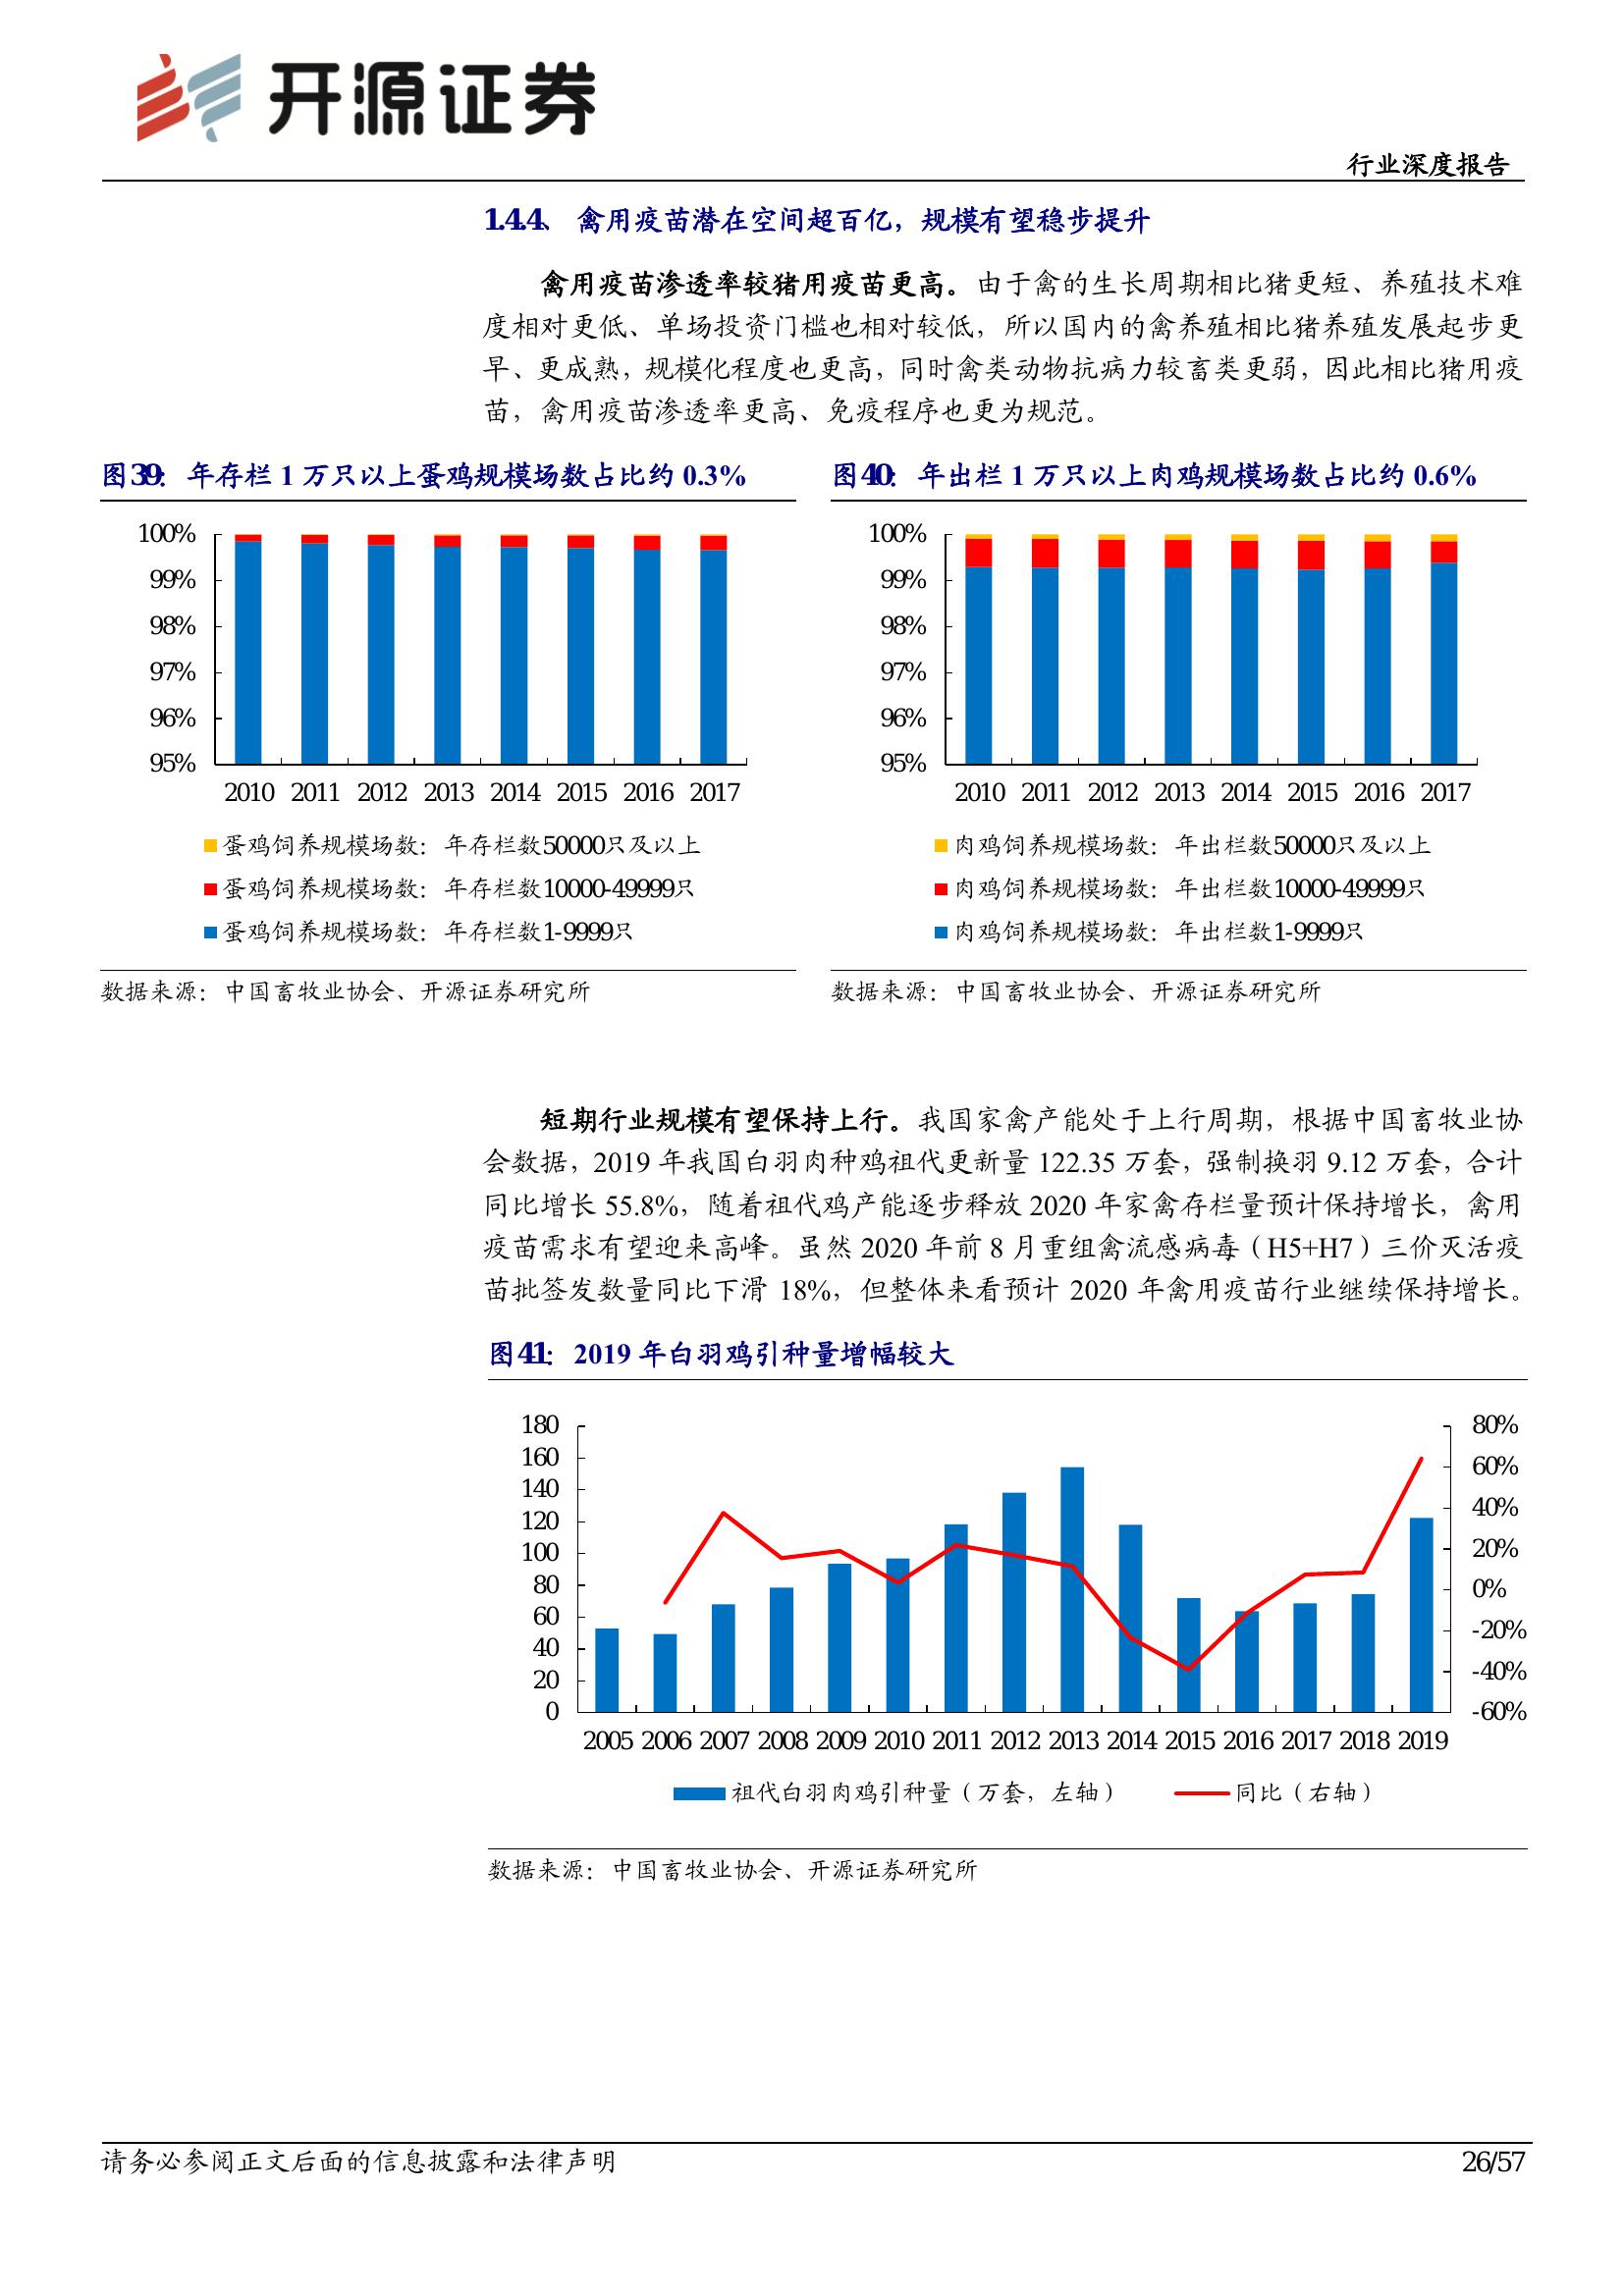 开源证券
行业深度报告
1.4.4、 禽用疫苗潜在空间超百亿，规模有望稳步提升
禽用疫苗渗透率较猪用疫苗更高。由于禽的生长周期相比猪更短、养殖技术难
度相对更低、单场投资门槛也相对较低，所以国内的禽养殖相比猪养殖发展起步更
早、更成熟，规模化程度也更高，同时禽类动物抗病力较畜类更弱，因此相比猪用疫
苗，禽用疫苗渗透率更高、免疫程序也更为规范。
图39： 年存栏 1 万只以上蛋鸡规模场数占比约 0.3%
100%
99%
98%
97%
96%
95%
2010 2011 2012 2013 2014 2015 2016 2017
蛋鸡饲养规模场数：年存栏数50000只及以上
蛋鸡饲养规模场数：年存栏数10000-49999只
蛋鸡饲养规模场数：年存栏数1-9999只
数据来源：中国畜牧业协会、开源证券研究所
图40： 年出栏 1 万只以上肉鸡规模场数占比约 0.6%
100%
99%
98%
97%
96%
95%
2010 2011 2012 2013 2014 2015 2016 2017
肉鸡饲养规模场数：年出栏数50000只及以上
肉鸡饲养规模场数：年出栏数10000-49999只
肉鸡饲养规模场数：年出栏数1-9999只
数据来源：中国畜牧业协会、开源证券研究所
短期行业规模有望保持上行。我国家禽产能处于上行周期，根据中国畜牧业协
会数据，2019 年我国白羽肉种鸡祖代更新量 122.35 万套，强制换羽 9.12 万套，合计
同比增长 55.8%，随着祖代鸡产能逐步释放 2020 年家禽存栏量预计保持增长，禽用
疫苗需求有望迎来高峰。虽然 2020 年前 8 月重组禽流感病毒（H5+H7）三价灭活疫
苗批签发数量同比下滑 18%，但整体来看预计 2020 年禽用疫苗行业继续保持增长。
图41： 2019 年白羽鸡引种量增幅较大
180
160
140
120
100
80
60
40
20
0
80%
60%
40%
20%
0%
-20%
-40%
-60%
2005 2006 2007 2008 2009 2010 2011 2012 2013 2014 2015 2016 2017 2018 2019
祖代白羽肉鸡引种量（万套，左轴） 同比（右轴）
数据来源：中国畜牧业协会、开源证券研究所
请务必参阅正文后面的信息披露和法律声明 26/57